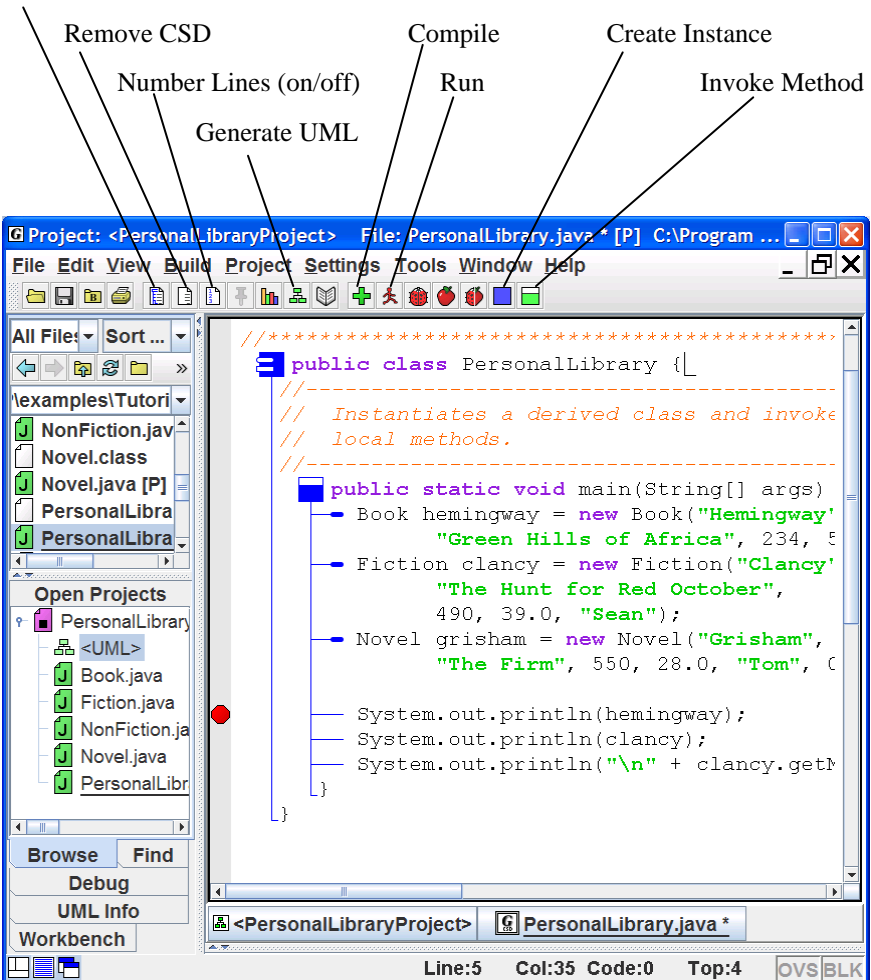 Remove CSD Compile Create Instance
Number Lines (on/off) Run Invoke Method
Generate UML
G Project: <PersonalLibraryProject> File: PersonalLibrary.java * [P] C:\Program ...
File Edit View Build Project Settings Tools Window Help
All Files Sort ...
»
\examples\Tutori
NonFiction.jav
Novel.class
Novel.java [P]
PersonalLibra
PersonalLibra
Open Projects
PersonalLibrary
<UML>
Book.java
Fiction.java
NonFiction.ja
Novel.java
PersonalLibr
Browse Find
Debug
UML Info
Workbench
//********************************************
public class PersonalLibrary {
//-----------------------------------------
// Instantiates a derived class and invoke
// local methods.
//-----------------------------------------
public static void main(String[] args)
Book hemingway = new Book("Hemingway"
"Green Hills of Africa", 234, 5
Fiction clancy = new Fiction("Clancy"
"The Hunt for Red October",
490, 39.0, "Sean");
Novel grisham = new Novel("Grisham",
"The Firm", 550, 28.0, "Tom", 0
System.out.println(hemingway);
System.out.println(clancy);
System.out.println("\n" + clancy.getM
}
}
<PersonalLibraryProject> PersonalLibrary.java *
Line:5 Col:35 Code:0 Top:4 OVS BLK